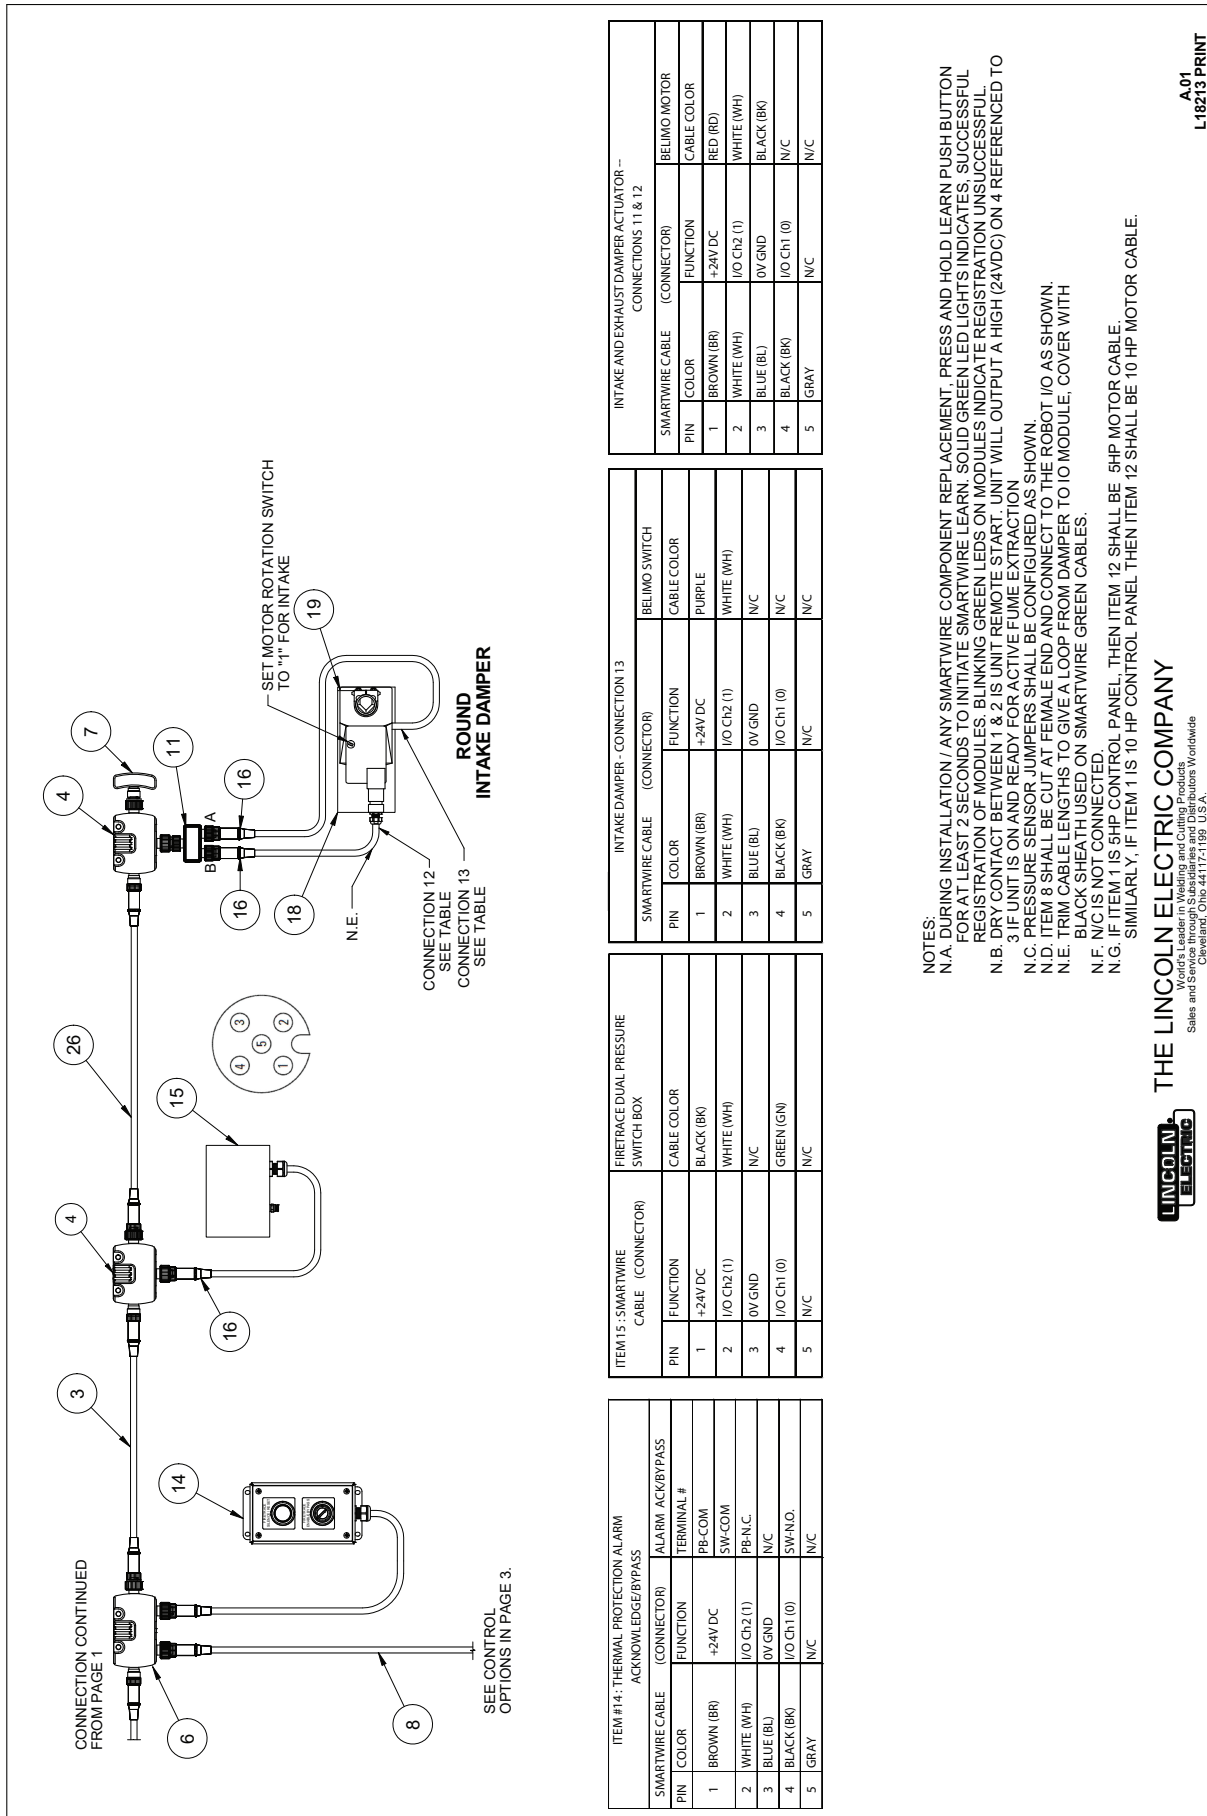 CONNECTION CONTINUED
FROM PAGE 1
6
8
SEE CONTROL
OPTIONS IN PAGE 3.
14
3
16
4
15
26
4
3
5
2
1
4
7
11
B
A
16
16
18
N.E.
CONNECTION 12
SEE TABLE
CONNECTION 13
SEE TABLE
SET MOTOR ROTATION SWITCH
TO "1" FOR INTAKE
19
ROUND
INTAKE DAMPER
ITEM #14 : THERMAL PROTECTION ALARM
ACKNOWLEDGE/BYPASS
SMARTWIRE CABLE (CONNECTOR) ALARM ACK/BYPASS
PIN COLOR FUNCTION TERMINAL #
1 BROWN (BR) +24V DC PB-COM
SW-COM
2 WHITE (WH) I/O Ch2 (1) PB-N.C.
3 BLUE (BL) 0V GND N/C
4 BLACK (BK) I/O Ch1 (0) SW-N.O.
5 GRAY N/C N/C
ITEM 15 : SMARTWIRE
CABLE (CONNECTOR)
FIRETRACE DUAL PRESSURE
SWITCH BOX
PIN FUNCTION CABLE COLOR
1 +24V DC BLACK (BK)
2 I/O Ch2 (1) WHITE (WH)
3 0V GND N/C
4 I/O Ch1 (0) GREEN (GN)
5 N/C N/C
INTAKE DAMPER - CONNECTION 13
SMARTWIRE CABLE (CONNECTOR) BELIMO SWITCH
PIN COLOR FUNCTION CABLE COLOR
1 BROWN (BR) +24V DC PURPLE
2 WHITE (WH) I/O Ch2 (1) WHITE (WH)
3 BLUE (BL) 0V GND N/C
4 BLACK (BK) I/O Ch1 (0) N/C
5 GRAY N/C N/C
INTAKE AND EXHAUST DAMPER ACTUATOR --
CONNECTIONS 11 & 12
SMARTWIRE CABLE (CONNECTOR) BELIMO MOTOR
PIN COLOR FUNCTION CABLE COLOR
1 BROWN (BR) +24V DC RED (RD)
2 WHITE (WH) I/O Ch2 (1) WHITE (WH)
3 BLUE (BL) 0V GND BLACK (BK)
4 BLACK (BK) I/O Ch1 (0) N/C
5 GRAY N/C N/C
NOTES:
N.A. DURING INSTALLATION / ANY SMARTWIRE COMPONENT REPLACEMENT, PRESS AND HOLD LEARN PUSH BUTTON
FOR AT LEAST 2 SECONDS TO INITIATE SMARTWIRE LEARN. SOLID GREEN LED LIGHTS INDICATES, SUCCESSFUL
REGISTRATION OF MODULES. BLINKING GREEN LEDS ON MODULES INDICATE REGISTRATION UNSUCCESSFUL.
N.B. DRY CONTACT BETWEEN 1 & 2 IS UNIT REMOTE START. UNIT WILL OUTPUT A HIGH (24VDC) ON 4 REFERENCED TO
3 IF UNIT IS ON AND READY FOR ACTIVE FUME EXTRACTION
N.C. PRESSURE SENSOR JUMPERS SHALL BE CONFIGURED AS SHOWN.
N.D. ITEM 8 SHALL BE CUT AT FEMALE END AND CONNECT TO THE ROBOT I/O AS SHOWN.
N.E. TRIM CABLE LENGTHS TO GIVE A LOOP FROM DAMPER TO IO MODULE, COVER WITH
BLACK SHEATH USED ON SMARTWIRE GREEN CABLES.
N.F. N/C IS NOT CONNECTED.
N.G. IF ITEM 1 IS 5HP CONTROL PANEL, THEN ITEM 12 SHALL BE 5HP MOTOR CABLE.
SIMILARLY, IF ITEM 1 IS 10 HP CONTROL PANEL THEN ITEM 12 SHALL BE 10 HP MOTOR CABLE.
LINCOLN
ELECTRIC
THE LINCOLN ELECTRIC COMPANY
World's Leader in Welding and Cutting Products
Sales and Service through Subsidiaries and Distributors Worldwide
Cleveland, Ohio 44117-1199 U.S.A.
A.01
L18213 PRINT